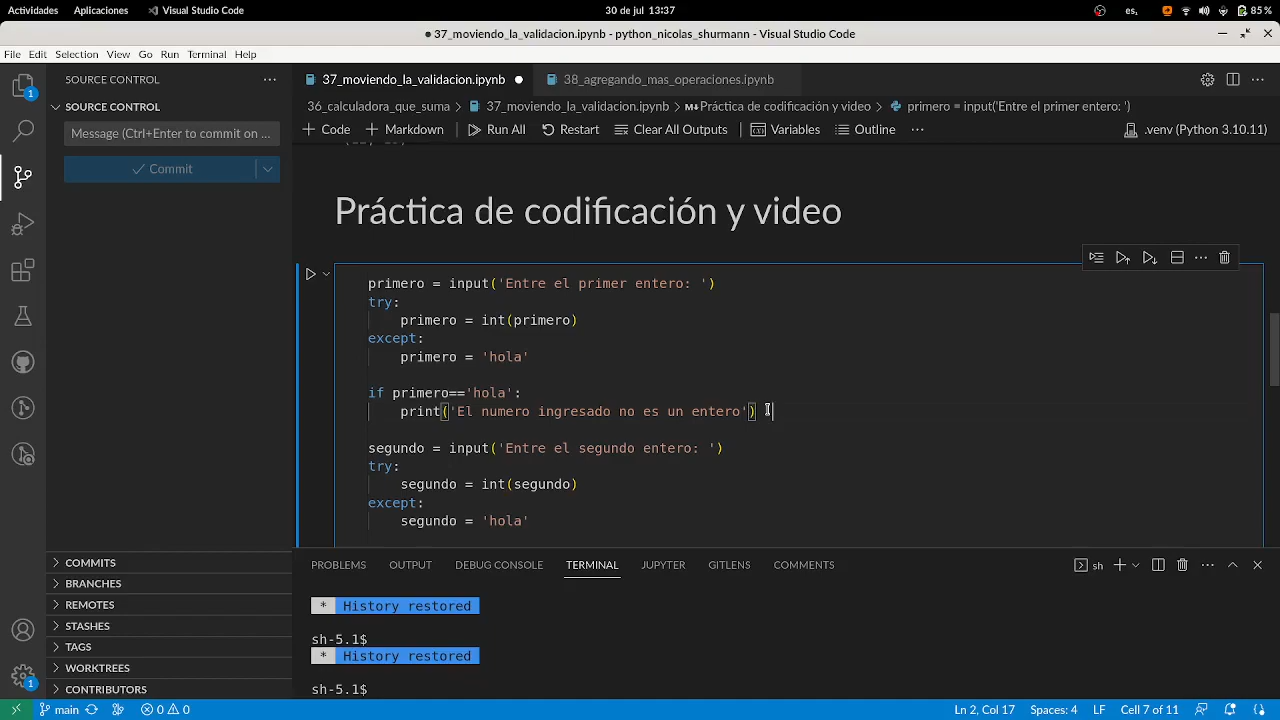 Actividades Aplicaciones Visual Studio Code 30 de jul 13:37 es, 85 %
● 37_moviendo_la_validacion.ipynb - python_nicolas_shurmann - Visual Studio Code
File Edit Selection View Go Run Terminal Help
SOURCE CONTROL ··· 37_moviendo_la_validacion.ipynb ● 38_agregando_mas_operaciones.ipynb ···
SOURCE CONTROL 36_calculadora_que_suma > 37_moviendo_la_validacion.ipynb > M↓Práctica de codificación y video > primero = input('Entre el primer entero: ')
Message (Ctrl+Enter to commit on ... + Code + Markdown Run All Restart Clear All Outputs Variables Outline ··· .venv (Python 3.10.11)
Commit
1
Práctica de codificación y video
primero = input('Entre el primer entero: ')
try:
primero = int(primero)
except:
primero = 'hola'
if primero=='hola':
print('El numero ingresado no es un entero')
segundo = input('Entre el segundo entero: ')
try:
segundo = int(segundo)
except:
segundo = 'hola'
COMMITS
BRANCHES
REMOTES
STASHES
TAGS
WORKTREES
CONTRIBUTORS
1
PROBLEMS OUTPUT DEBUG CONSOLE TERMINAL JUPYTER GITLENS COMMENTS sh
* History restored
sh-5.1$
* History restored
sh-5.1$
main 0 0 Ln 2, Col 17 Spaces: 4 LF Cell 7 of 11